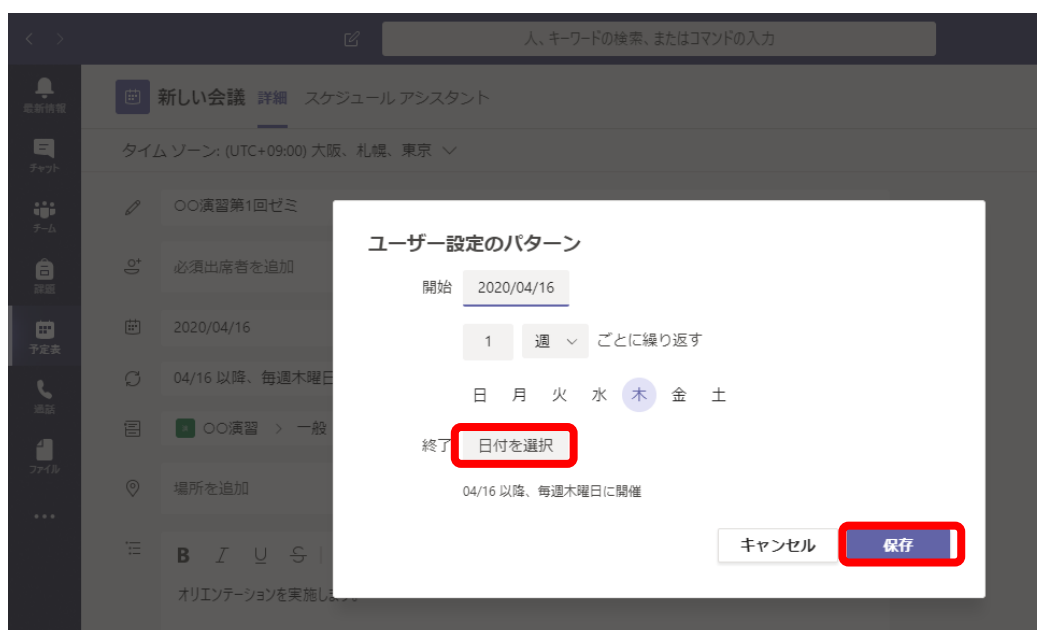 人、キーワードの検索、またはコマンドの入力
最新情報
新しい会議 詳細 スケジュール アシスタント
チャット
タイム ゾーン: (UTC+09:00) 大阪、札幌、東京
チーム
〇〇演習第1回ゼミ
必須出席者を追加
課題
2020/04/16
予定表
04/16 以降、毎週木曜日
通話
〇〇演習 > 一般
ファイル
場所を追加
B I U S
オリエンテーションを実施します。
ユーザー設定のパターン
開始 2020/04/16
1 週 ごとに繰り返す
日 月 火 水 木 金 土
終了 日付を選択
04/16 以降、毎週木曜日に開催
キャンセル 保存